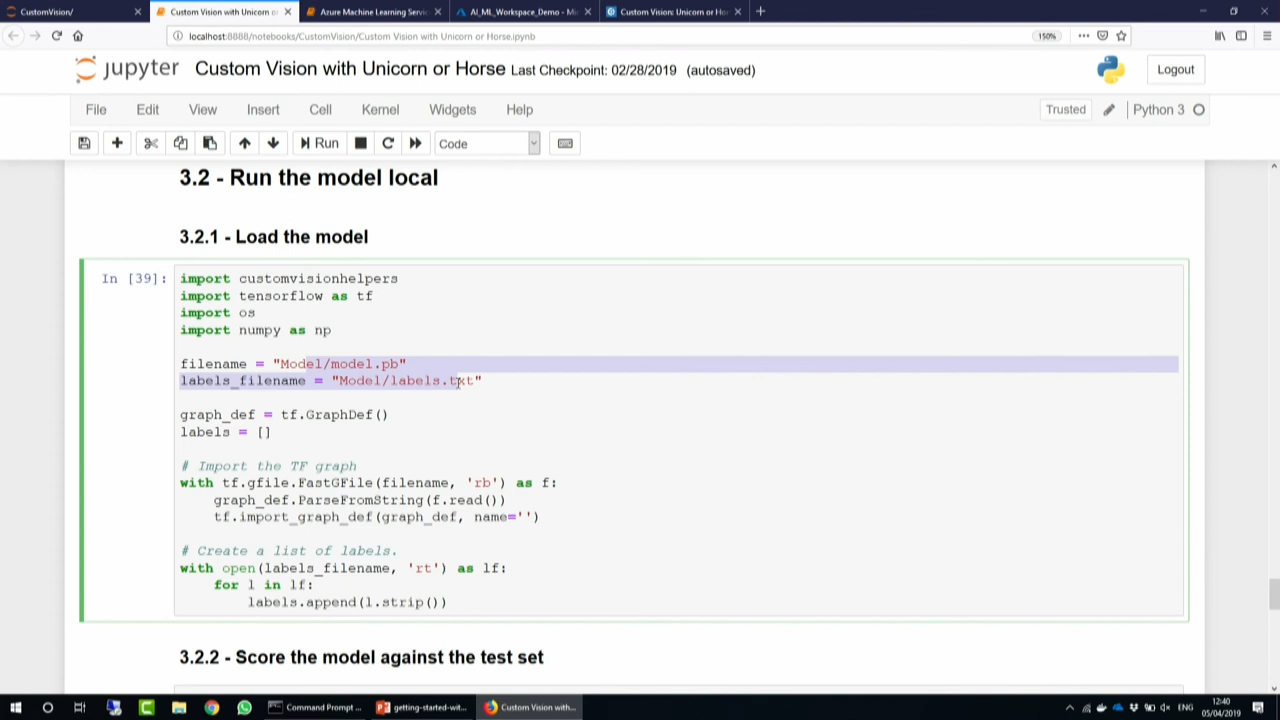 CustomVision/
Custom Vision with Unicorn or
Azure Machine Learning Servic
AI_ML_Workspace_Demo - Mi
Custom Vision: Unicorn or Ho
localhost:8888/notebooks/CustomVision/Custom Vision with Unicorn or Horse.ipynb
150%
jupyter Custom Vision with Unicorn or Horse Last Checkpoint: 02/28/2019 (autosaved)
Logout
File Edit View Insert Cell Kernel Widgets Help
Trusted Python 3
Run Code
3.2 - Run the model local
3.2.1 - Load the model
In [39]: import customvisionhelpers
import tensorflow as tf
import os
import numpy as np
filename = "Model/model.pb"
labels_filename = "Model/labels.txt"
graph_def = tf.GraphDef()
labels = []
# Import the TF graph
with tf.gfile.FastGFile(filename, 'rb') as f:
    graph_def.ParseFromString(f.read())
    tf.import_graph_def(graph_def, name='')
# Create a list of labels.
with open(labels_filename, 'rt') as lf:
    for l in lf:
        labels.append(l.strip())
3.2.2 - Score the model against the test set
Command Prompt ...
getting-started-wit...
Custom Vision with...
ENG
12:40
05/04/2019